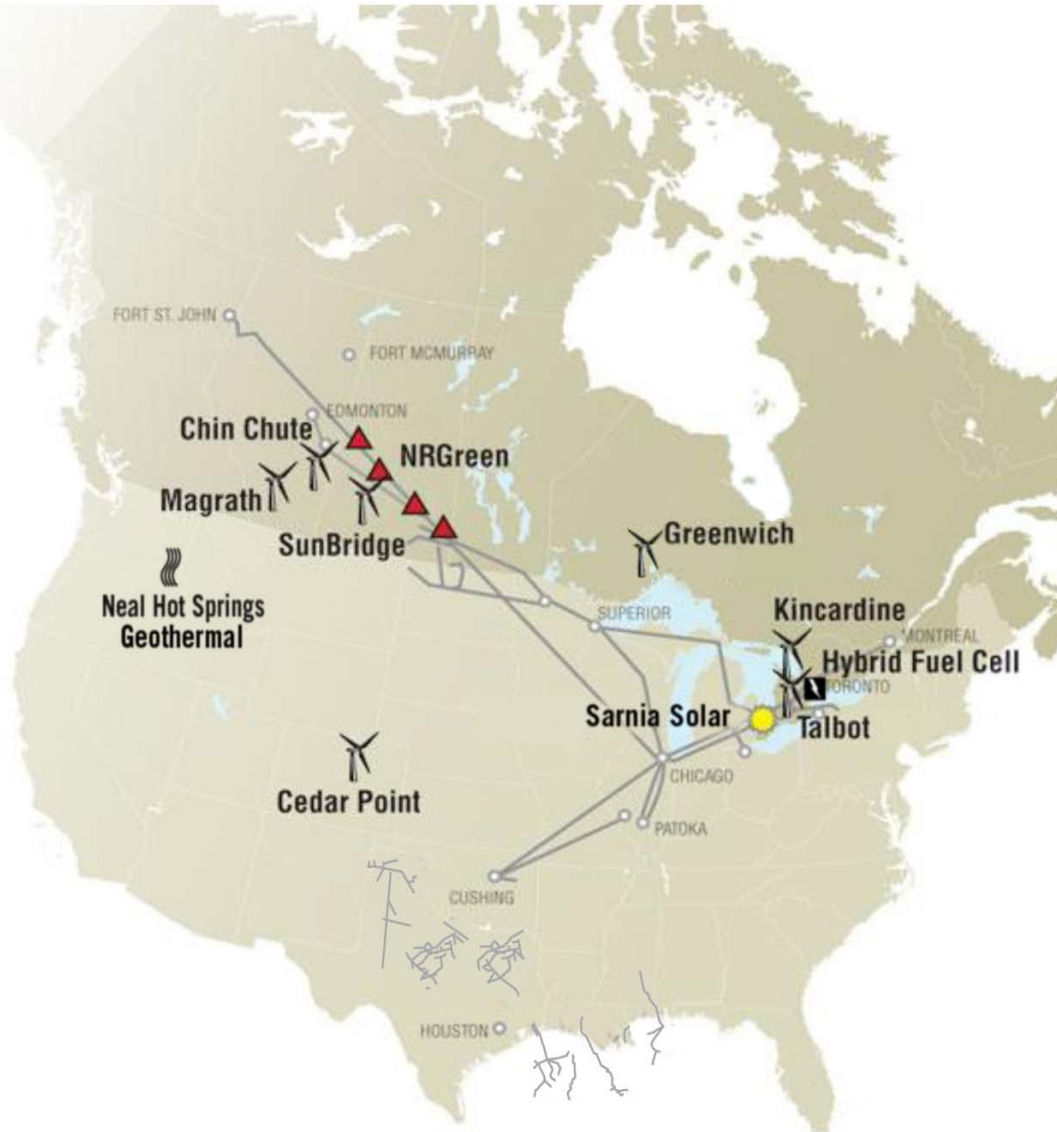 FORT ST. JOHN
FORT MCMURRAY
EDMONTON
Chin Chute
NRGreen
Magrath
SunBridge
Greenwich
Neal Hot Springs
Geothermal
SUPERIOR
Kincardine
MONTREAL
Hybrid Fuel Cell
TORONTO
Sarnia Solar
Talbot
CHICAGO
Cedar Point
PATOKA
CUSHING
HOUSTON